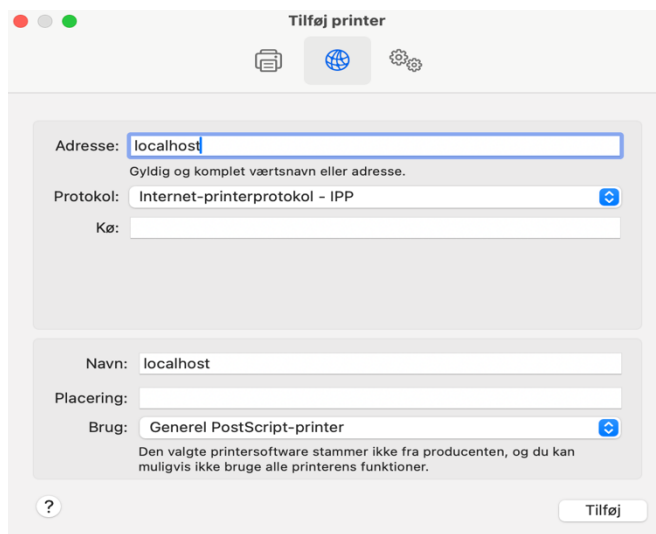 Tilføj printer
Adresse: localhost
Gyldig og komplet værtsnavn eller adresse.
Protokol: Internet-printerprotokol - IPP
Kø:
Navn: localhost
Placering:
Brug: Generel PostScript-printer
Den valgte printersoftware stammer ikke fra producenten, og du kan
muligvis ikke bruge alle printerens funktioner.
? Tilføj